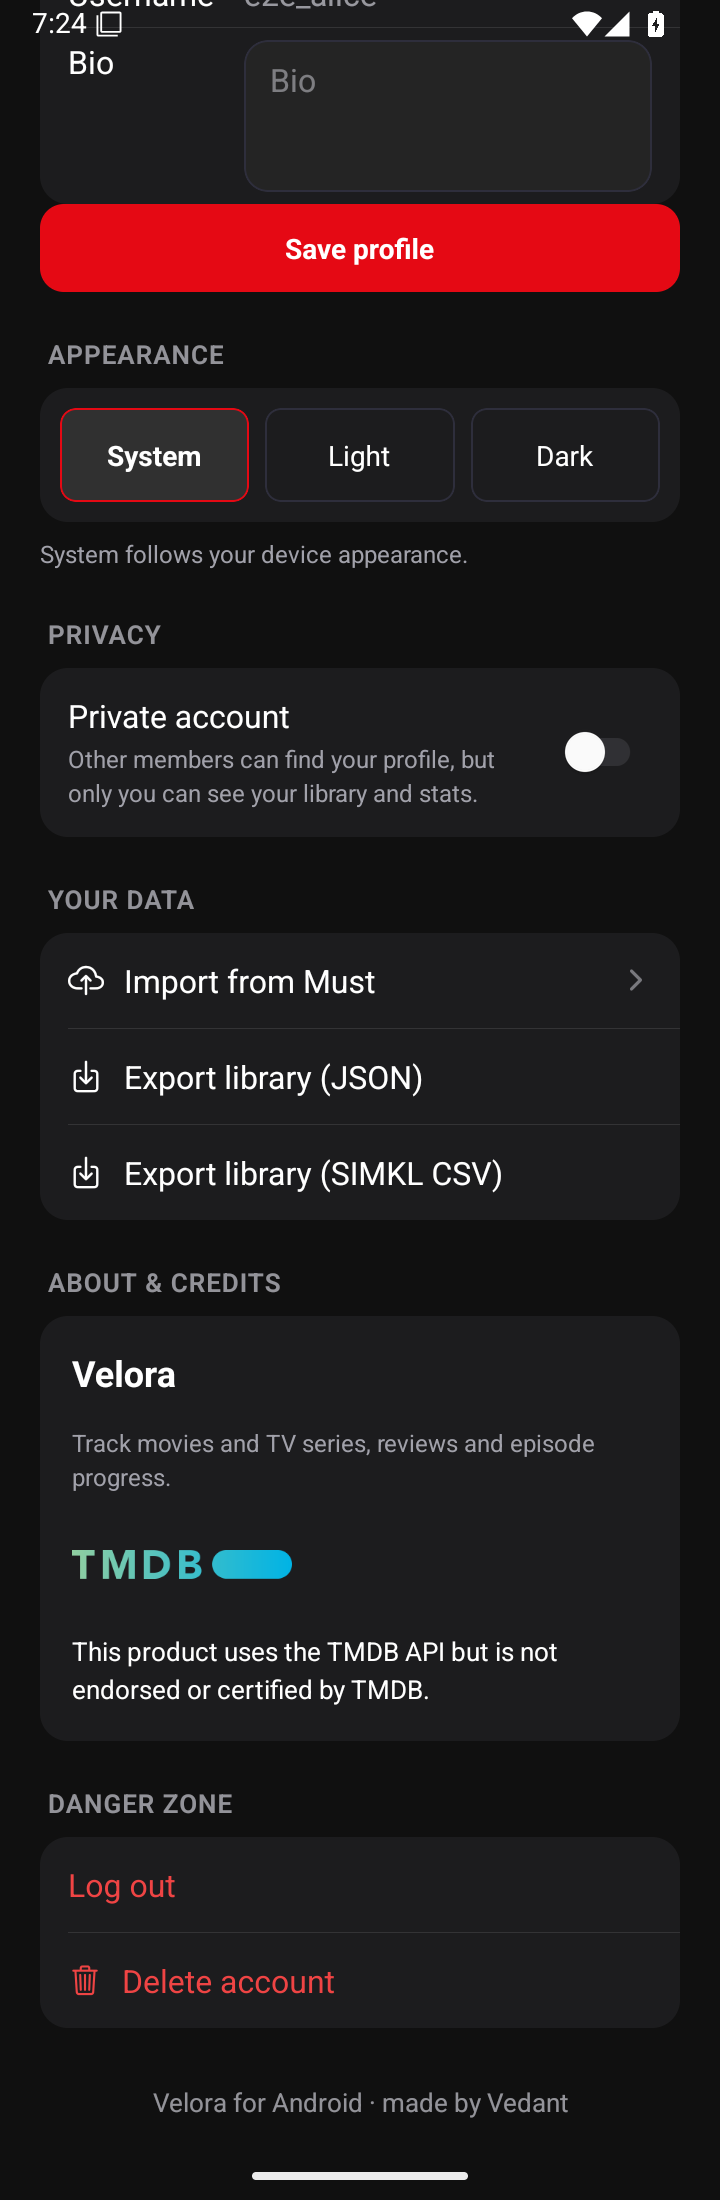 Username e2e_alice
7:24
Bio
Bio
Save profile
APPEARANCE
System
Light
Dark
System follows your device appearance.
PRIVACY
Private account
Other members can find your profile, but
only you can see your library and stats.
YOUR DATA
Import from Must
Export library (JSON)
Export library (SIMKL CSV)
ABOUT & CREDITS
Velora
Track movies and TV series, reviews and episode
progress.
TMDB
This product uses the TMDB API but is not
endorsed or certified by TMDB.
DANGER ZONE
Log out
Delete account
Velora for Android · made by Vedant